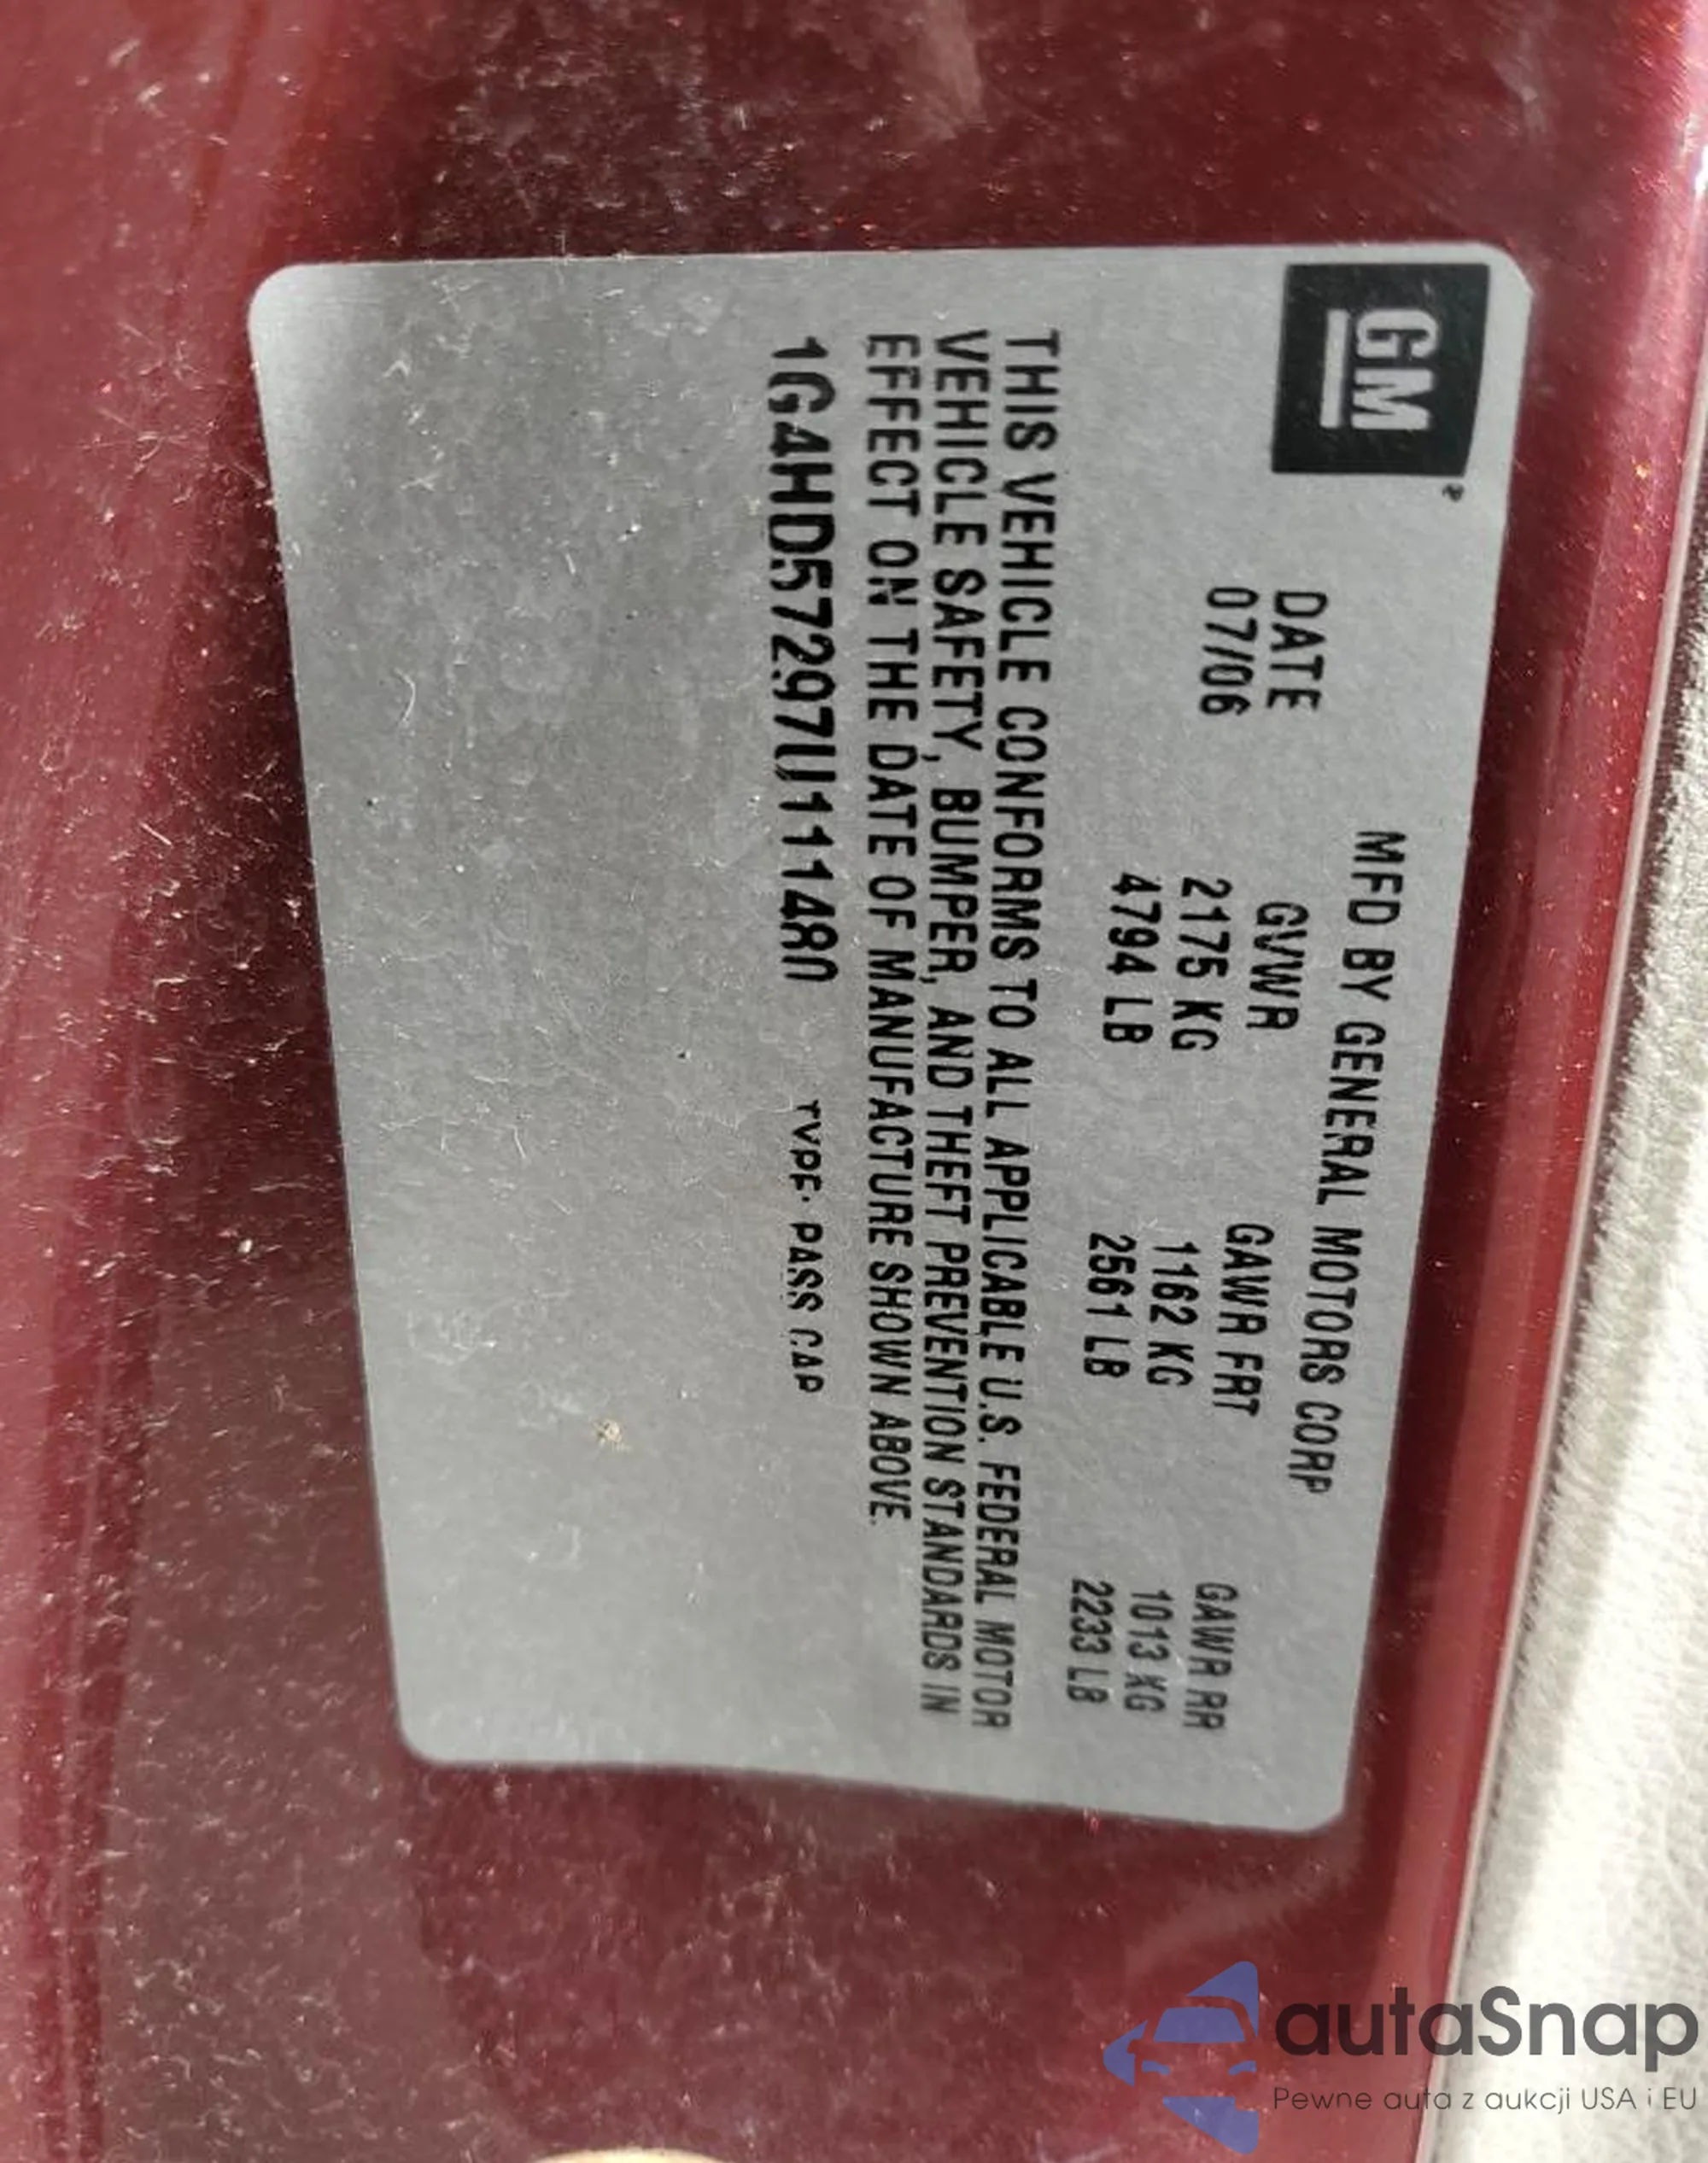 GM
MFD BY GENERAL MOTORS CORP
DATE GVWR GAWR FRT GAWR RR
07/06 2175 KG 1162 KG 1013 KG
4794 LB 2561 LB 2233 LB
THIS VEHICLE CONFORMS TO ALL APPLICABLE U.S. FEDERAL MOTOR
VEHICLE SAFETY, BUMPER, AND THEFT PREVENTION STANDARDS IN
EFFECT ON THE DATE OF MANUFACTURE SHOWN ABOVE.
1G4HD57297U111480 TYPE: PASS CAR
autaSnap
Pewne auta z aukcji USA i EU